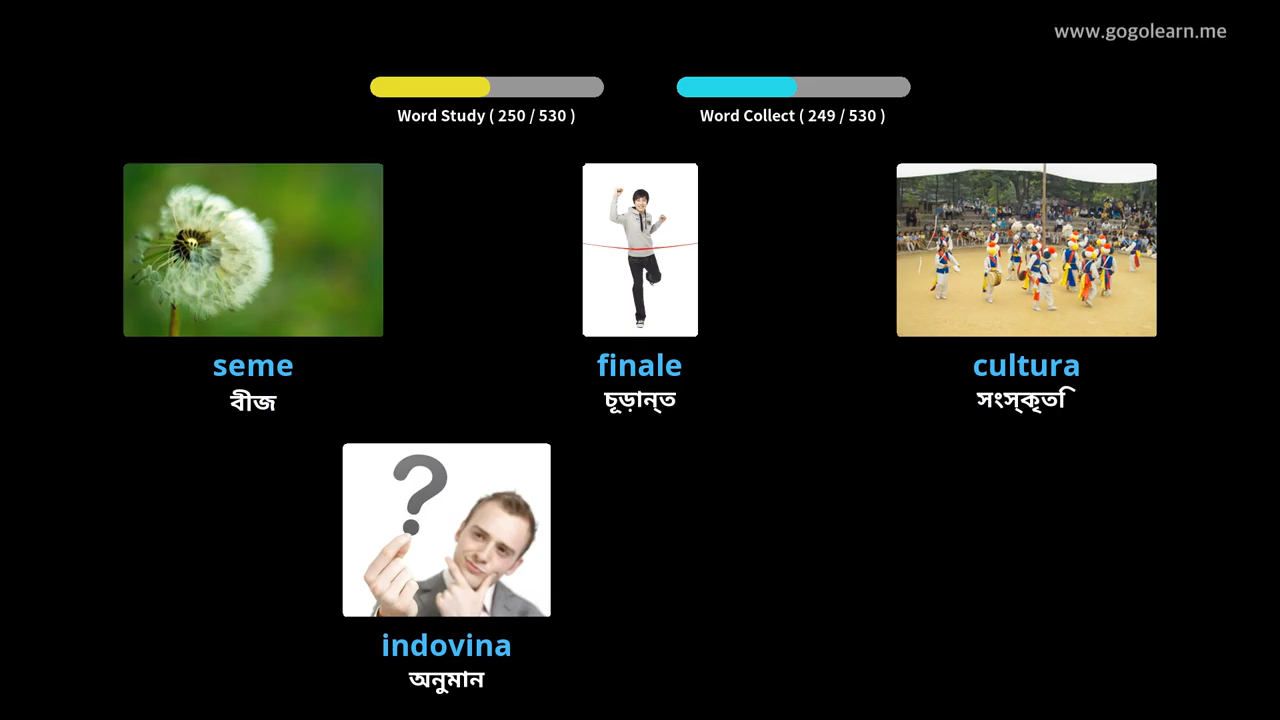 www.gogolearn.me
Word Study ( 250 / 530 )
Word Collect ( 249 / 530 )
seme
বীজ
finale
চূড়ান্ত
cultura
সংস্কৃতি
indovina
অনুমান